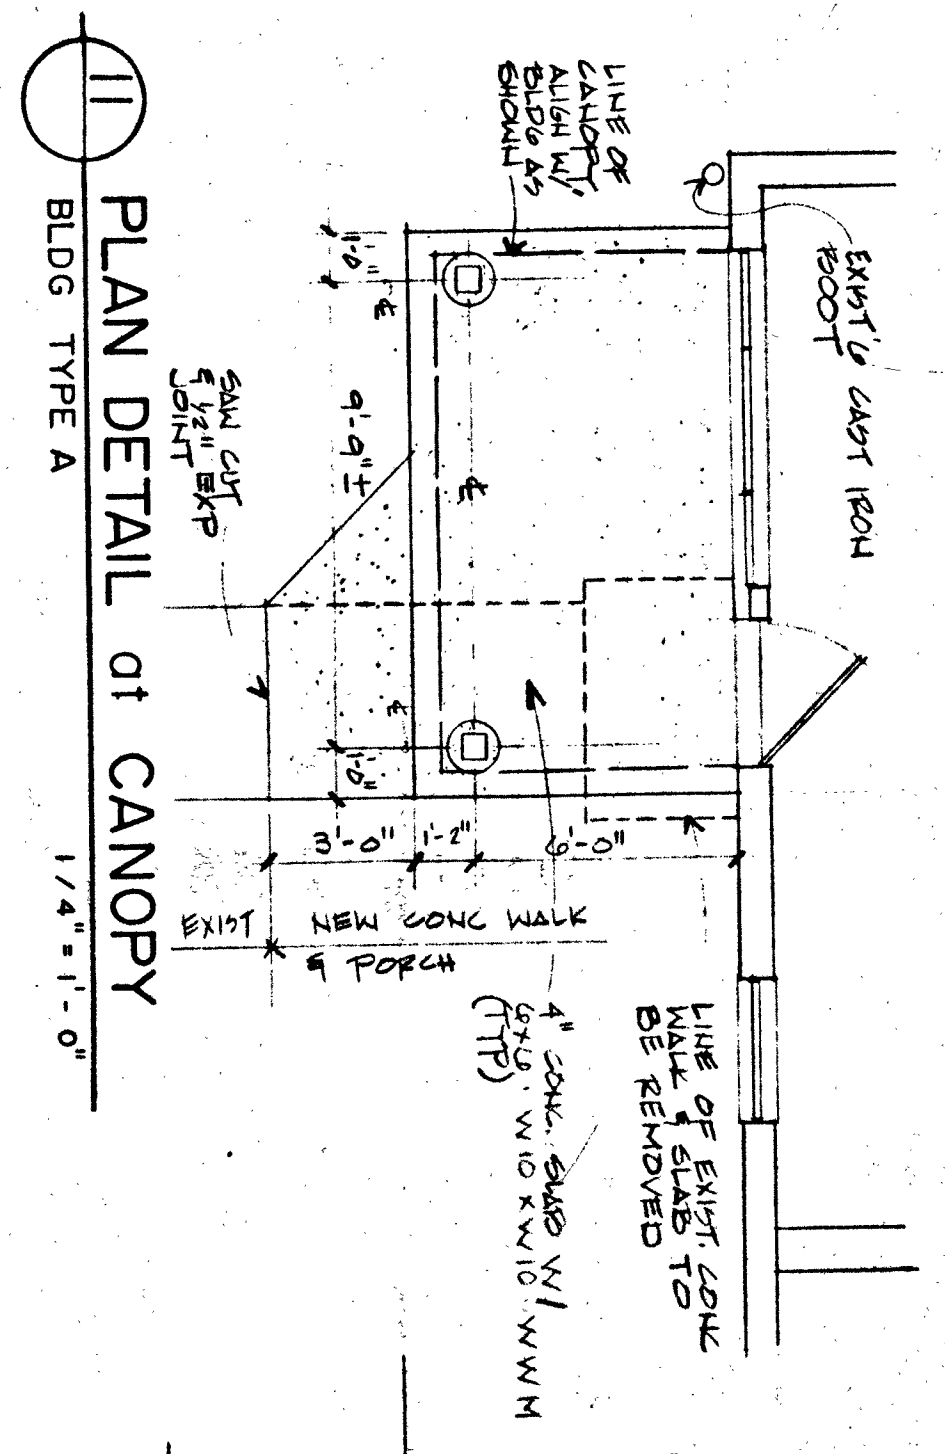 11
PLAN DETAIL at CANOPY
BLDG TYPE A
1/4" = 1'-0"
LINE OF
CANOPY,
ALIGN W/
BLDG AS
SHOWN
EXIST'G CAST IRON
BOOT
1'-0"
℄
9'-9"±
℄
℄
1'-0"
SAW CUT
& 1/2" EXP
JOINT
3'-0"
1'-2"
6'-0"
EXIST
NEW CONC WALK
& PORCH
LINE OF EXIST. CONC
WALK & SLAB TO
BE REMOVED
4" CONC. SLAB W/
6x6, W10 x W10 WWM
(TYP)